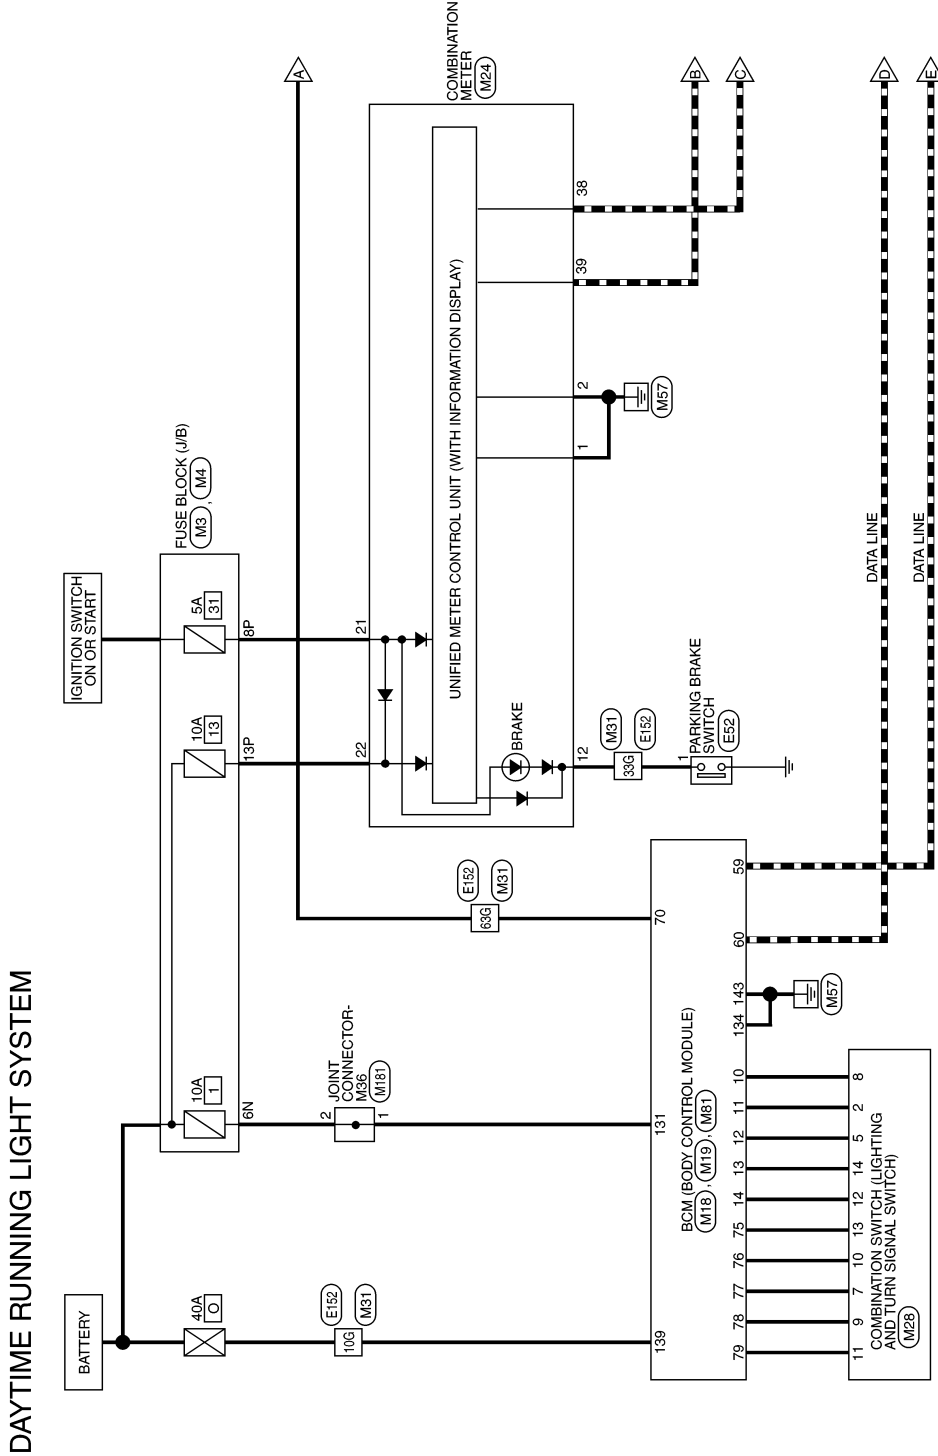 DAYTIME RUNNING LIGHT SYSTEM
BATTERY
IGNITION SWITCH
ON OR START
40A
O
10A
1
10A
13
5A
31
FUSE BLOCK (J/B)
M3 , M4
6N
13P
8P
A
E152
10G
M31
2
JOINT
CONNECTOR-
M36
M181
1
22
21
COMBINATION
METER
M24
UNIFIED METER CONTROL UNIT (WITH INFORMATION DISPLAY)
BRAKE
E152
63G
M31
12
1
2
39
38
M57
M31
33G
E152
1
PARKING BRAKE
SWITCH
E52
B
C
139
131
70
BCM (BODY CONTROL MODULE)
M18 , M19 , M81
79
78
77
76
75
14
13
12
11
10
134
143
60
59
M57
11
9
7
10
13
12
14
5
2
8
COMBINATION SWITCH (LIGHTING
AND TURN SIGNAL SWITCH)
M28
DATA LINE
D
DATA LINE
E